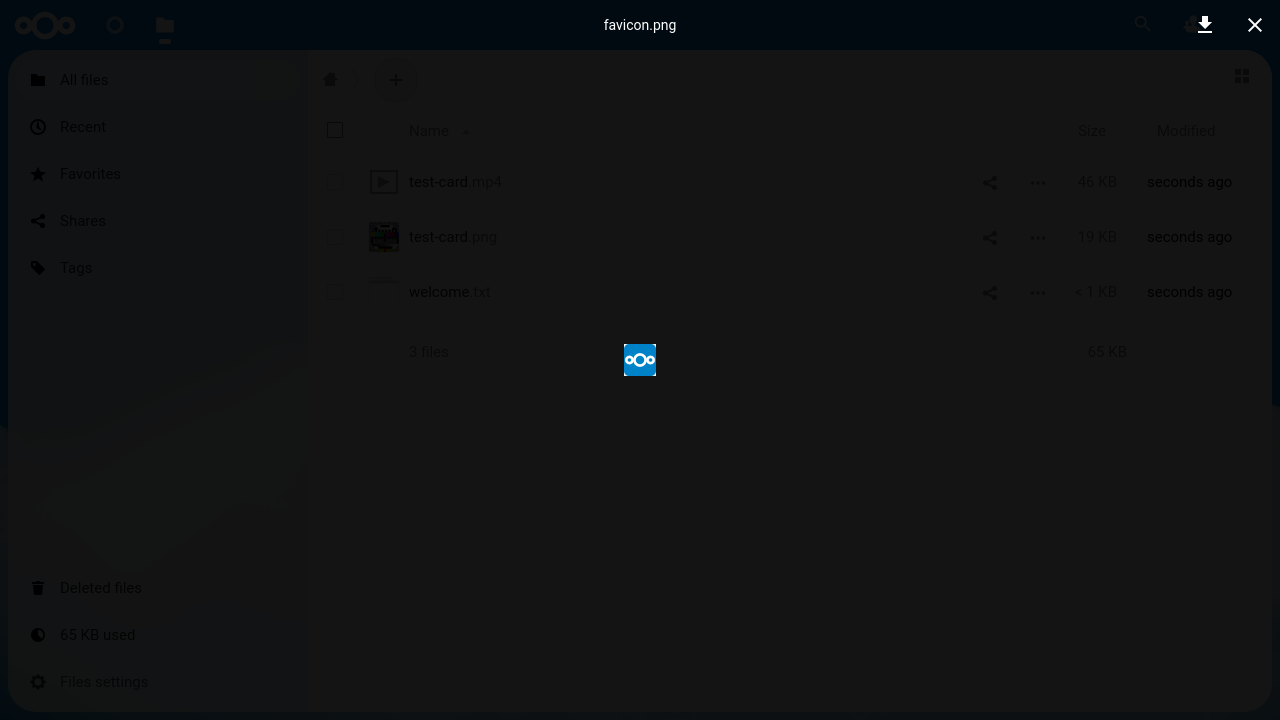 favicon.png
All files
Recent
Favorites
Shares
Tags
Name
Size
Modified
test-card.mp4
46 KB
seconds ago
test-card.png
19 KB
seconds ago
welcome.txt
< 1 KB
seconds ago
3 files
65 KB
Deleted files
65 KB used
Files settings